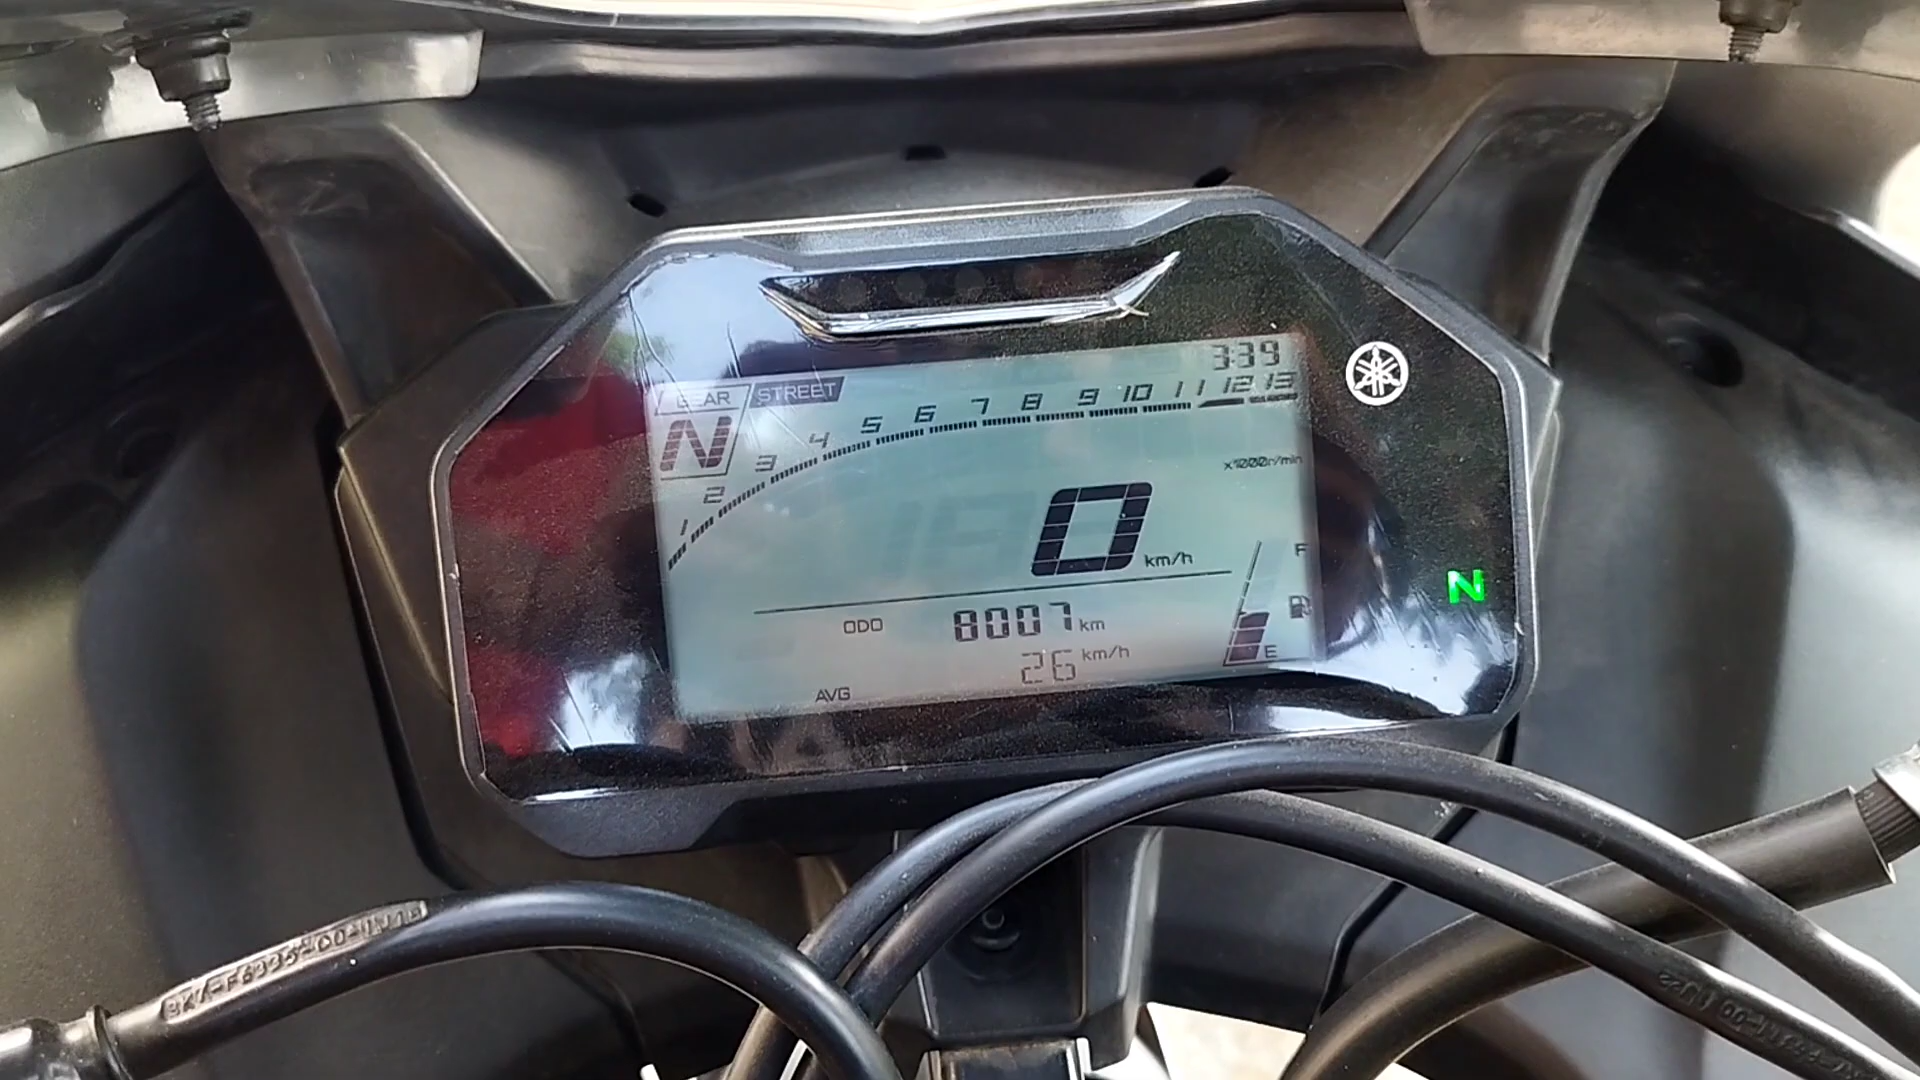 3:39
GEAR STREET
N
1 2 3 4 5 6 7 8 9 10 11 12 13
x1000r/min
0 km/h
F
N
ODO 8007 km
E
26 km/h
AVG